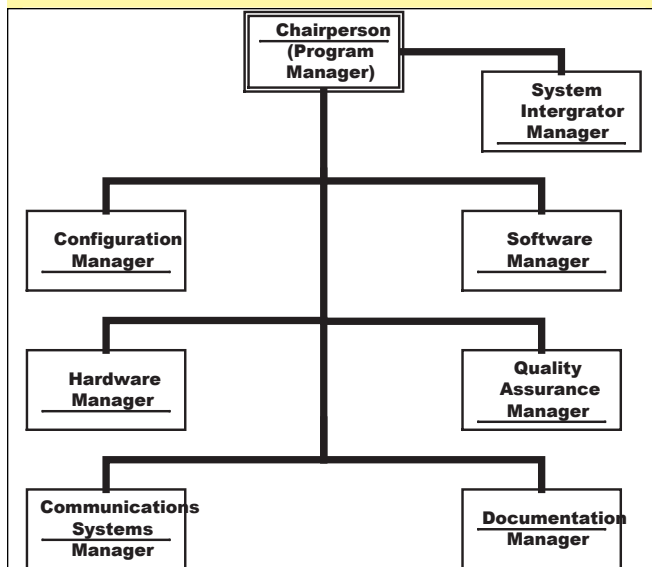 Chairperson
(Program
Manager)
System
Intergrator
Manager
Configuration
Manager
Software
Manager
Hardware
Manager
Quality
Assurance
Manager
Communications
Systems
Manager
Documentation
Manager